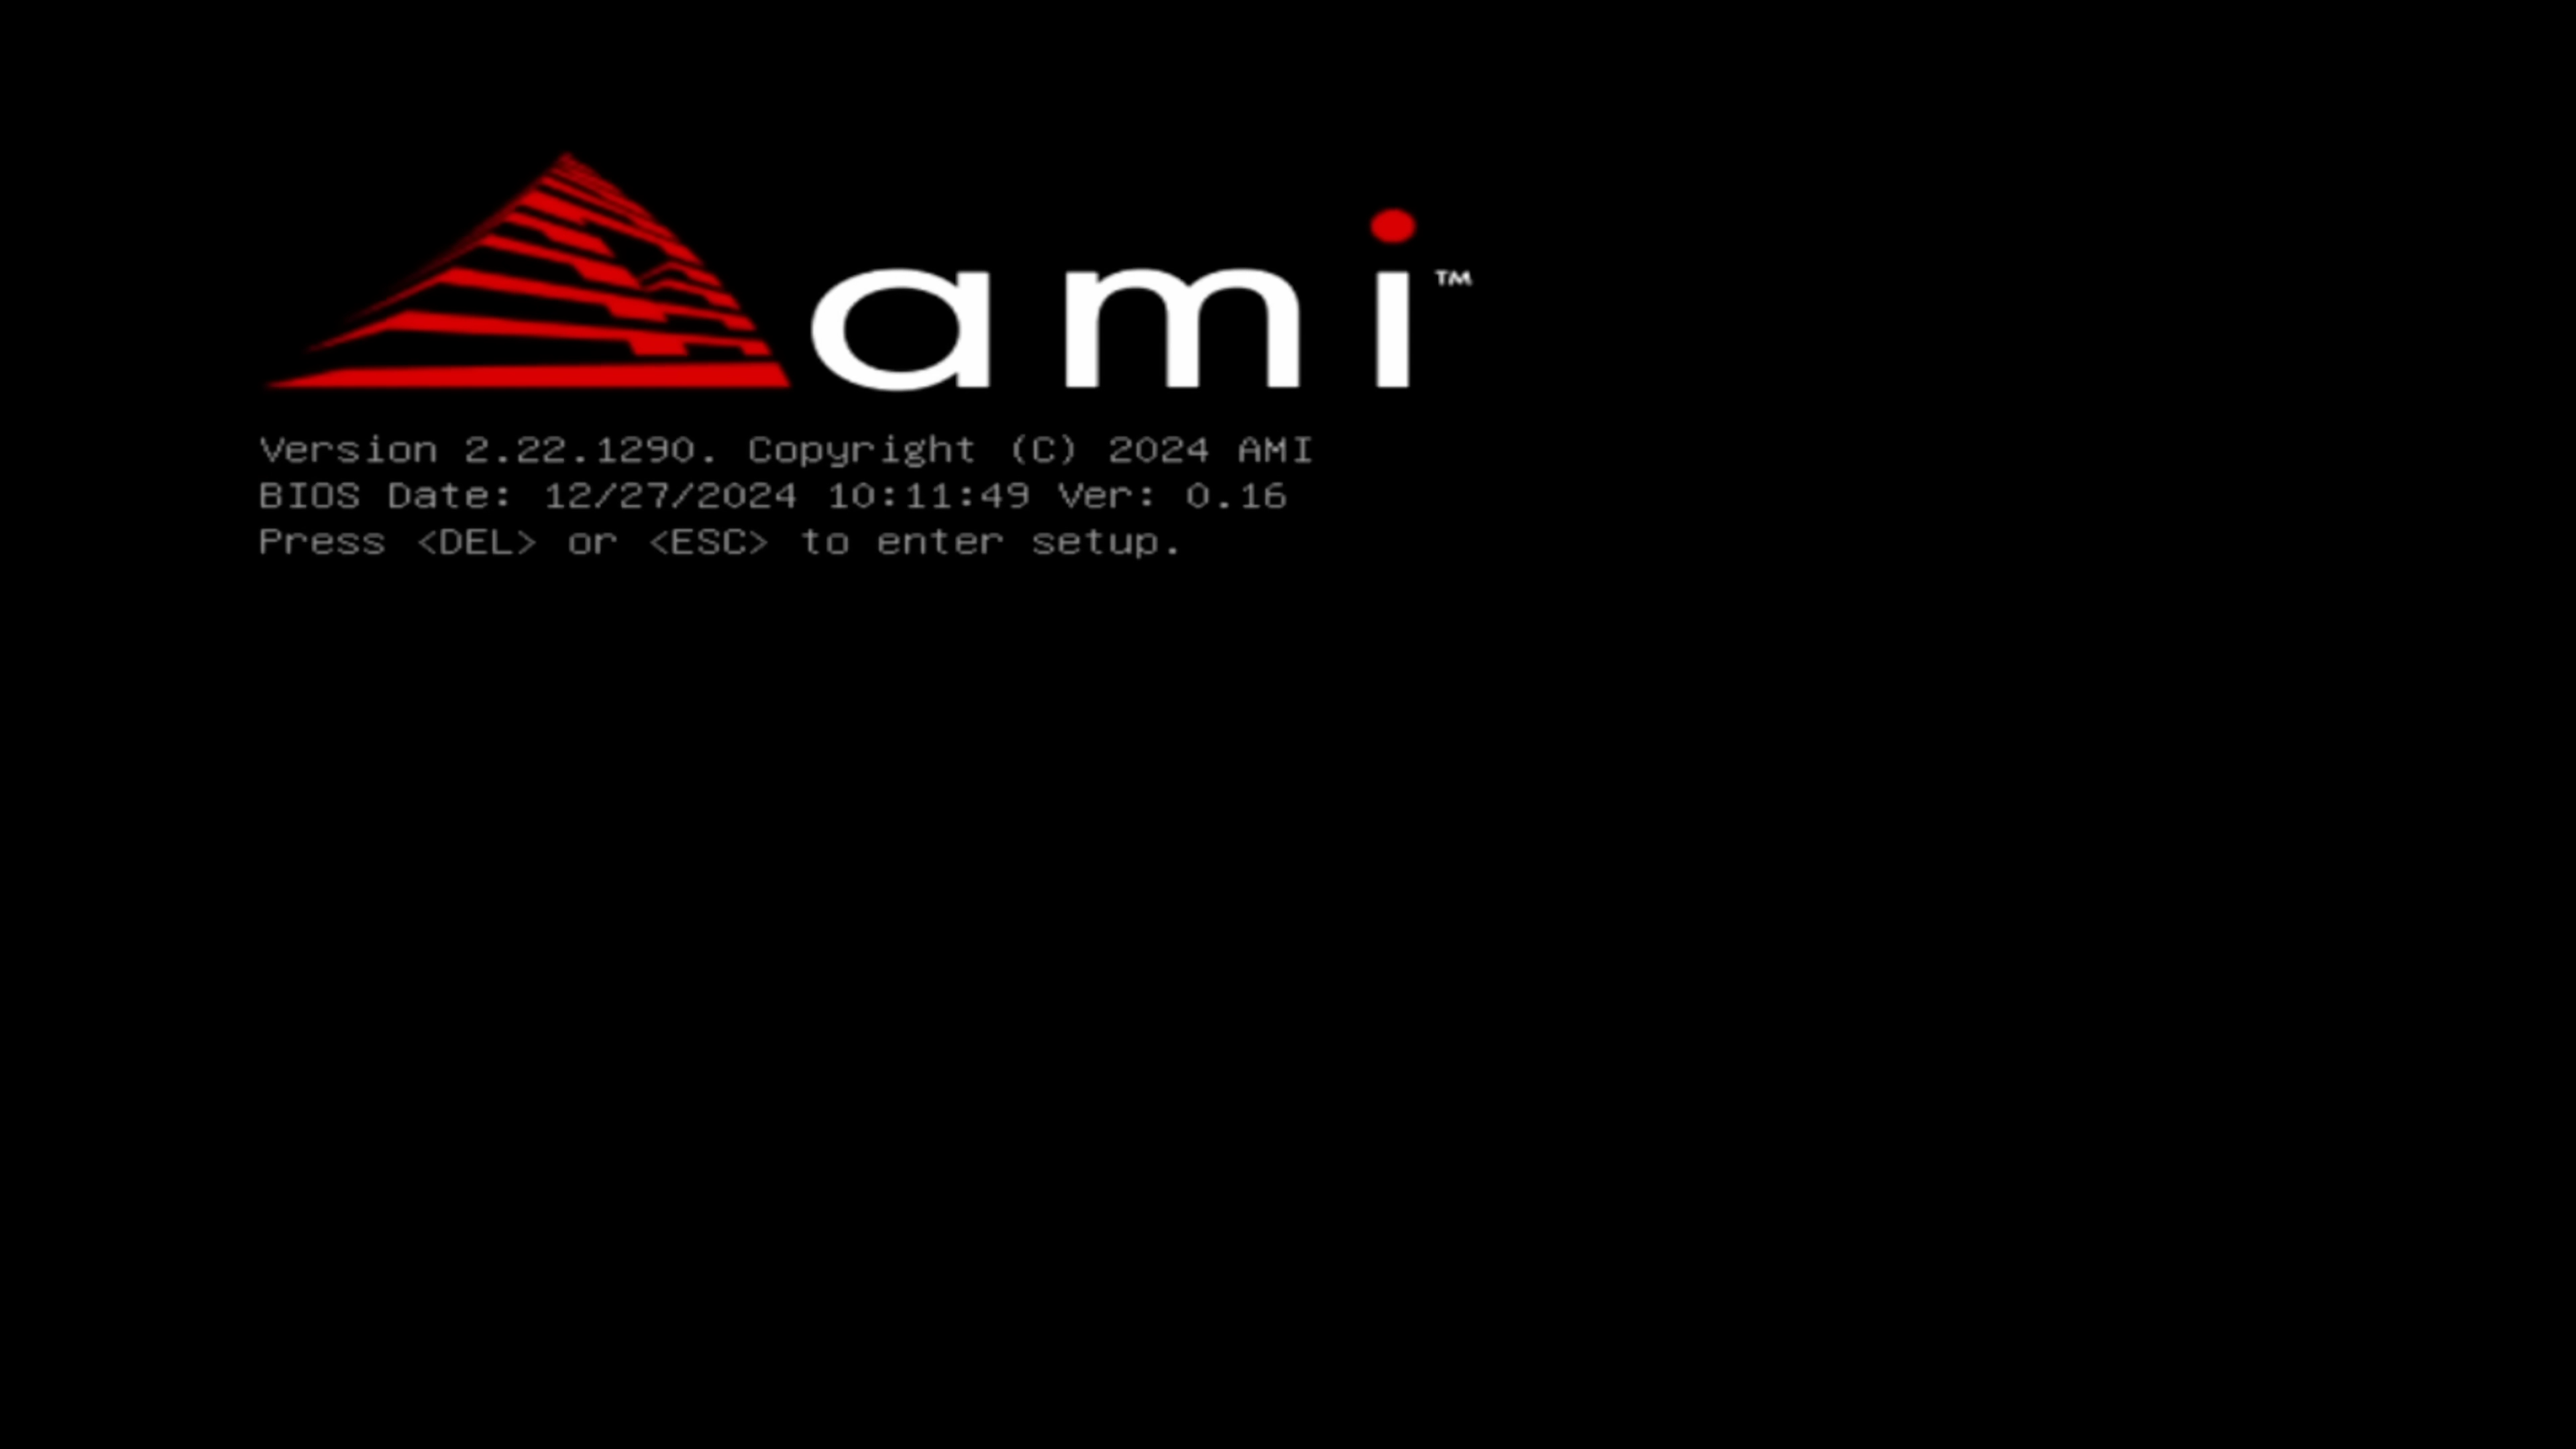 ami™
Version 2.22.1290. Copyright (C) 2024 AMI
BIOS Date: 12/27/2024 10:11:49 Ver: 0.16
Press <DEL> or <ESC> to enter setup.